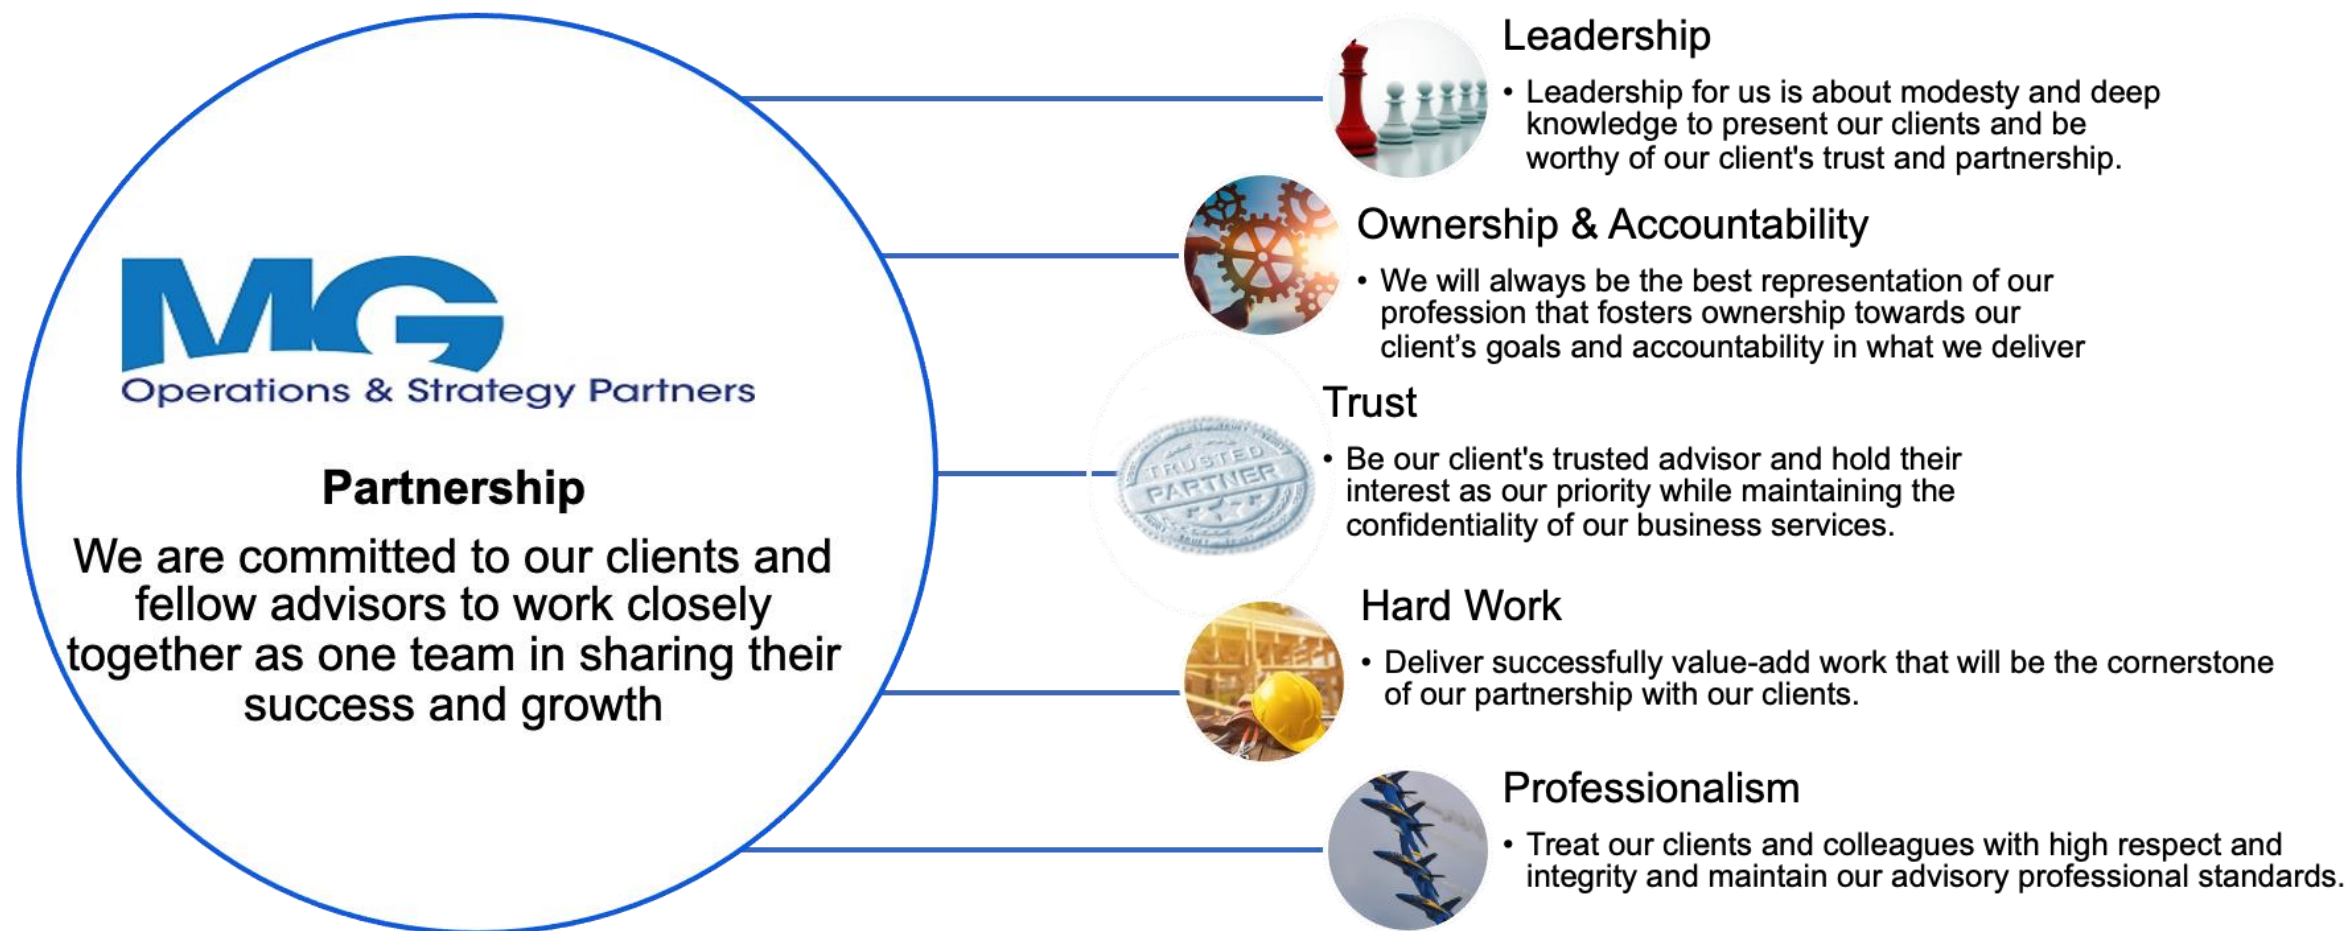 MG
Operations & Strategy Partners
Partnership
We are committed to our clients and
fellow advisors to work closely
together as one team in sharing their
success and growth
Leadership
• Leadership for us is about modesty and deep
knowledge to present our clients and be
worthy of our client's trust and partnership.
Ownership & Accountability
• We will always be the best representation of our
profession that fosters ownership towards our
client’s goals and accountability in what we deliver
TRUSTED
PARTNER
Trust
• Be our client's trusted advisor and hold their
interest as our priority while maintaining the
confidentiality of our business services.
Hard Work
• Deliver successfully value-add work that will be the cornerstone
of our partnership with our clients.
Professionalism
• Treat our clients and colleagues with high respect and
integrity and maintain our advisory professional standards.